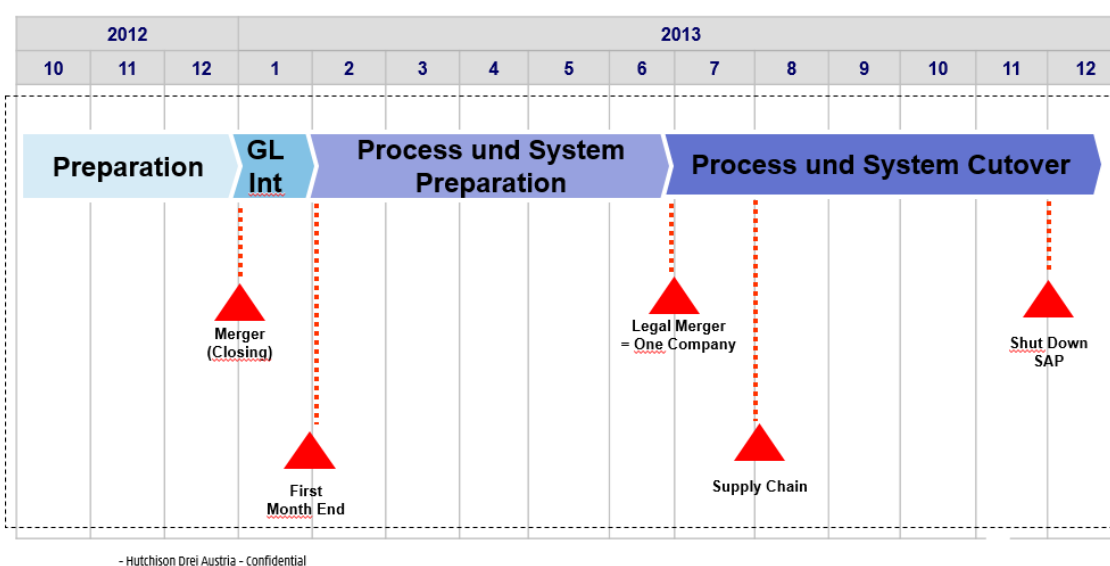 2012 2013
10 11 12 1 2 3 4 5 6 7 8 9 10 11 12
Preparation
GL
Int
Process und System
Preparation
Process und System Cutover
Merger
(Closing)
First
Month End
Legal Merger
= One Company
Supply Chain
Shut Down
SAP
- Hutchison Drei Austria - Confidential